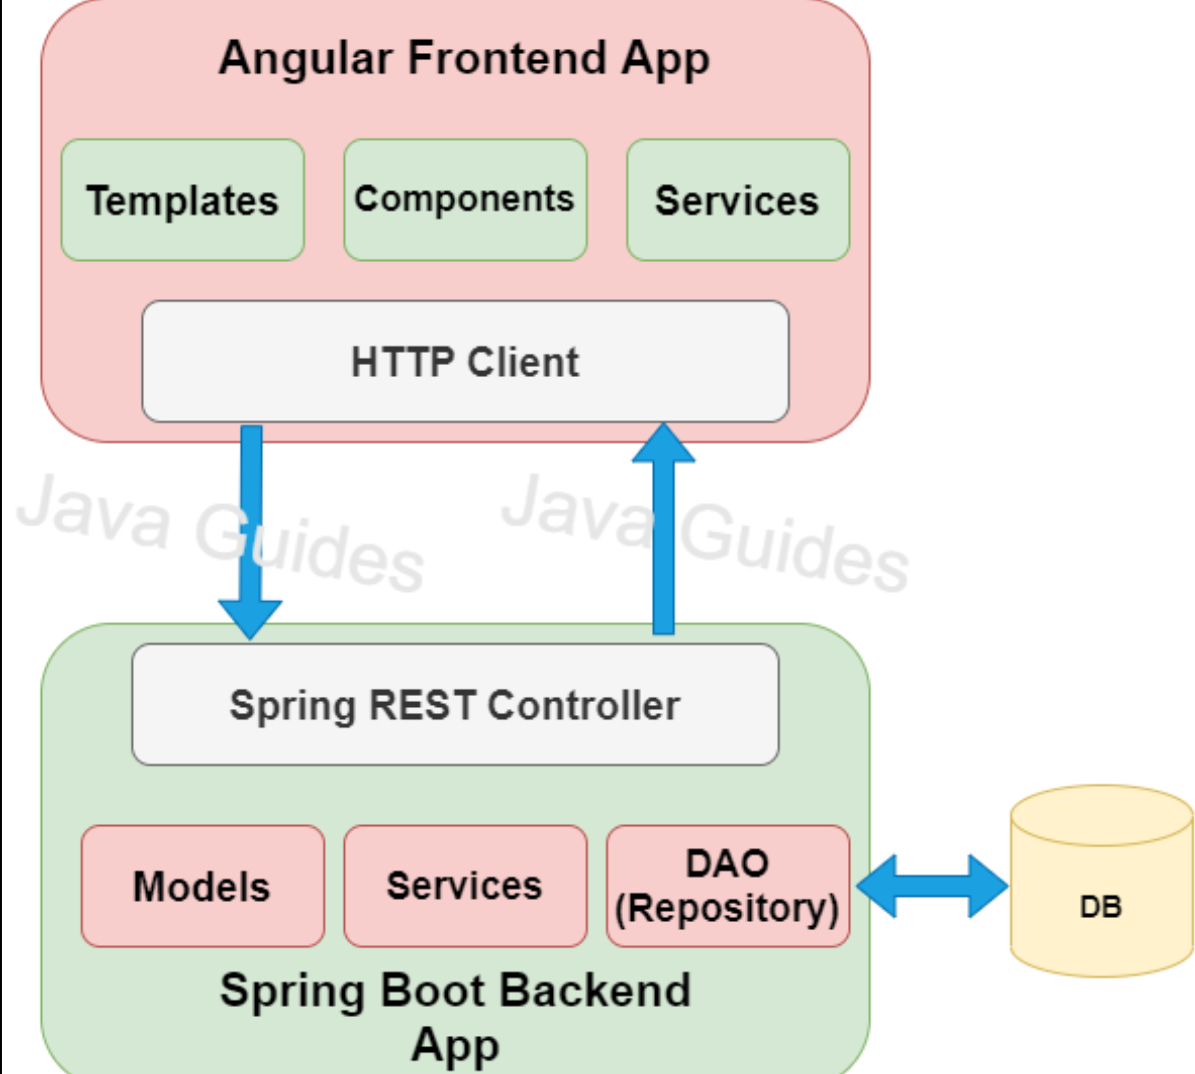 Angular Frontend App
Templates
Components
Services
HTTP Client
Java Guides
Java Guides
Spring REST Controller
Models
Services
DAO
(Repository)
DB
Spring Boot Backend
App